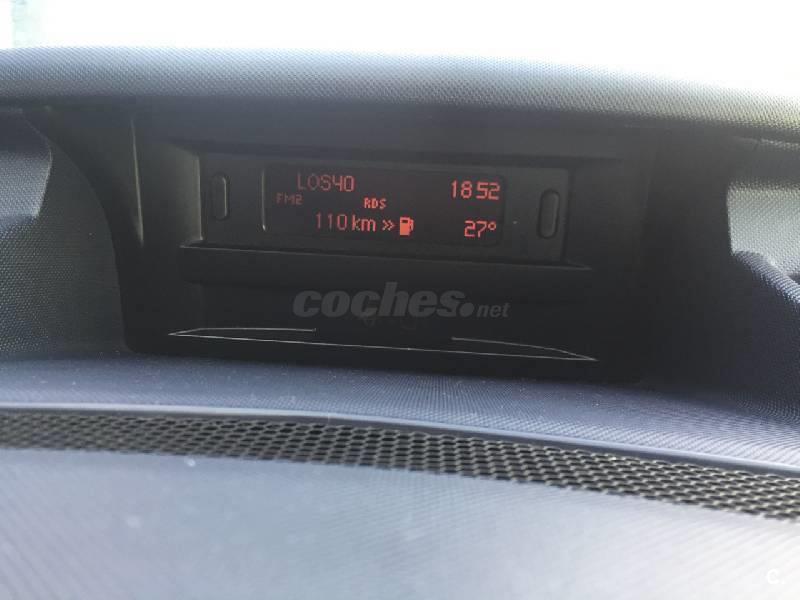 LOS40 18:52
FM2 RDS
110 km » 27°
coches.net
C.